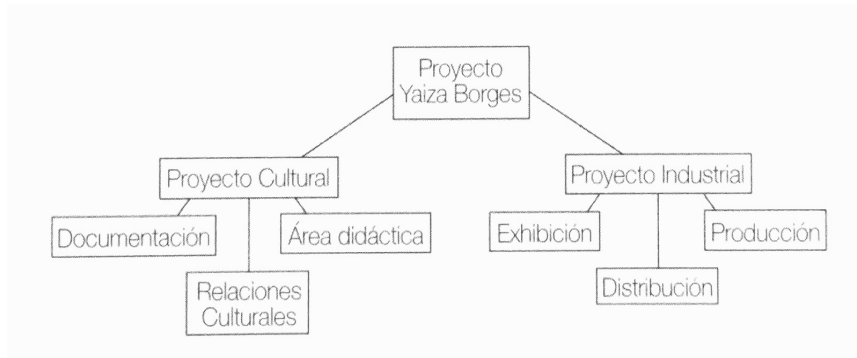 Proyecto
Yaiza Borges
Proyecto Cultural
Proyecto Industrial
Documentación
Área didáctica
Exhibición
Producción
Relaciones
Culturales
Distribución